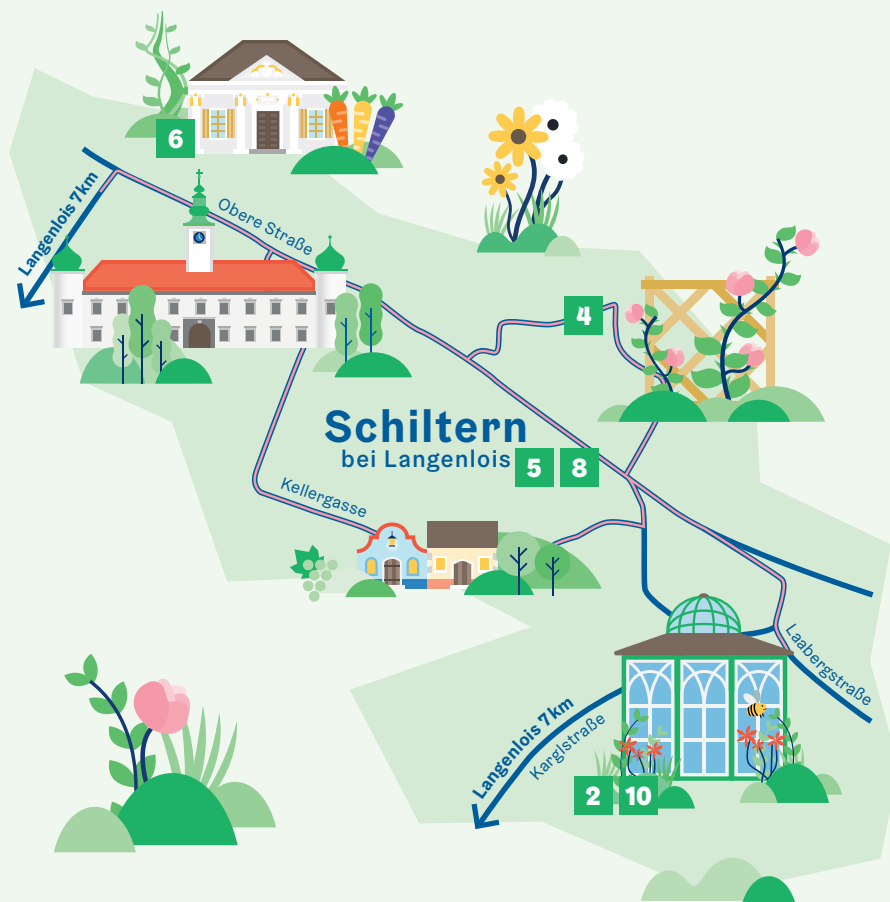 6
Langenlois 7km
Obere Straße
4
Schiltern
bei Langenlois
5
8
Kellergasse
Laabergstraße
Langenlois 7km
Karglstraße
2
10